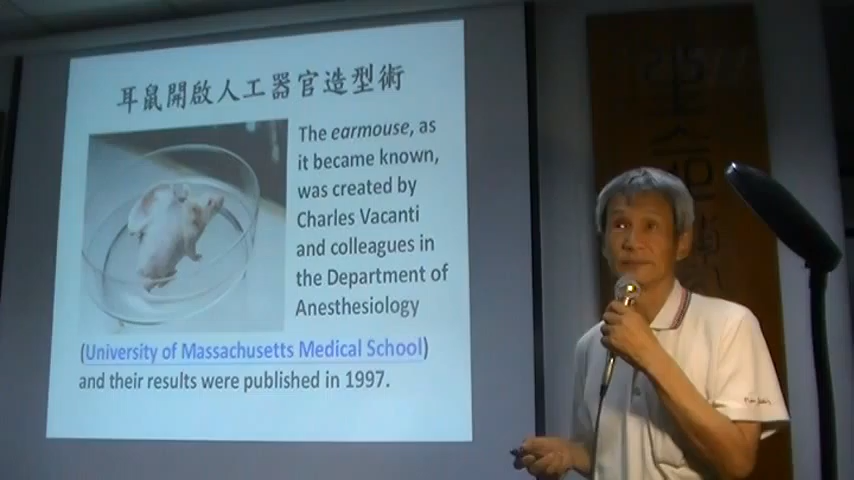 耳鼠開啟人工器官造型術
The earmouse, as
it became known,
was created by
Charles Vacanti
and colleagues in
the Department of
Anesthesiology
(University of Massachusetts Medical School)
and their results were published in 1997.